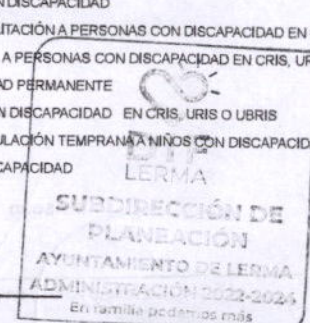 DISCAPACIDAD
ITACIÓN A PERSONAS CON DISCAPACIDAD EN
A PERSONAS CON DISCAPACIDAD EN CRIS, UR
AD PERMANENTE
N DISCAPACIDAD EN CRIS, URIS O UBRIS
ULACIÓN TEMPRANA A NIÑOS CON DISCAPACID
CAPACIDAD
DIF
LERMA
SUBDIRECCIÓN DE
PLANEACIÓN
AYUNTAMIENTO DE LERMA
ADMINISTRACIÓN 2022-2024
En familia podemos más